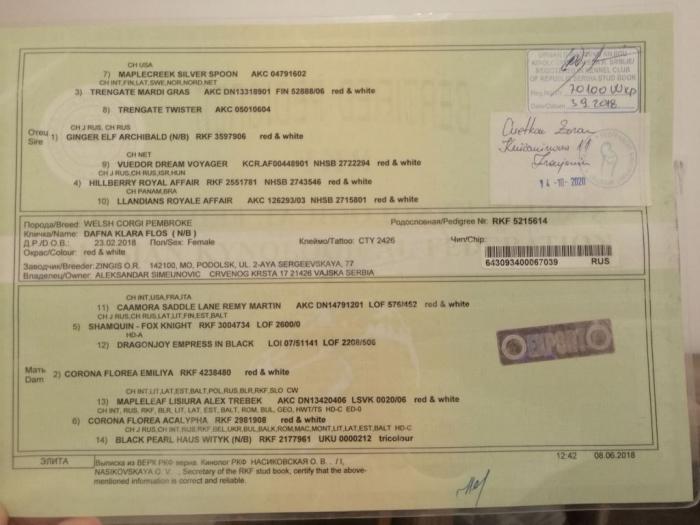 CH USA
7) MAPLECREEK SILVER SPOON AKC 04791602
CH INT,FIN,LAT,SWE,NOR,NORD,NET
3) TRENGATE MARDI GRAS AKC DN13318901 FIN 52888/06 red & white
8) TRENGATE TWISTER AKC 05010604
CH J RUS, CH RUS
Отец
Sire 1) GINGER ELF ARCHIBALD (N/B) RKF 3597906 red & white
CH NET
9) VUEDOR DREAM VOYAGER KCR.AF00448901 NHSB 2722294 red & white
CH J RUS,CH RUS,ISR,HUN
4) HILLBERRY ROYAL AFFAIR RKF 2551781 NHSB 2743546 red & white
CH PANAM,BRA
10) LLANDIANS ROYALE AFFAIR AKC 126293/03 NHSB 2715801 red & white
70100
3.9.2018.
14-10-2020
Порода/Breed: WELSH CORGI PEMBROKE Родословная/Pedigree №: RKF 5215614
Кличка/Name: DAFNA KLARA FLOS (N/B)
Д.Р./D.O.B.: 23.02.2018 Пол/Sex: Female Клеймо/Tattoo: CTY 2426 Чип/Chip:
Окрас/Colour: red & white
643093400067039 RUS
Заводчик/Breeder: ZINGIS O.R. 142100, MO, PODOLSK, UL. 2-AYA SERGEEVSKAYA, 77
Владелец/Owner: ALEKSANDAR SIMEUNOVIC CRVENOG KRSTA 17 21426 VAJSKA SERBIA
CH INT,USA,FRA,ITA
11) CAAMORA SADDLE LANE REMY MARTIN AKC DN14791201 LOF 5761/452 red & white
CH J RUS,CH RUS,LAT,LIT,FIN,EST,BALT
5) SHAMQUIN - FOX KNIGHT RKF 3004734 LOF 2600/0
HD-A
12) DRAGONJOY EMPRESS IN BLACK LOI 07/51141 LOF 2208/506
Мать
Dam 2) CORONA FLOREA EMILIYA RKF 4238480 red & white
CH INT,LIT,LAT,EST,BALT,POL,RUS,BLR,RKF,SLO CW
13) MAPLELEAF LISIURA ALEX TREBEK AKC DN13420406 LSVK 0020/06 red & white
CH INT, RUS, RKF, BLR, LIT, LAT, EST, BALT, ROM, BUL, GEO, HWT/TS HD-C ED-0
6) CORONA FLOREA ACALYPHA RKF 2981908 red & white
CH J RUS,CH INT,RUS,RKF BEL,UKR,BUL,BALK,ROM,MAC,MONT,LIT,LAT,EST,BALT HD-C
14) BLACK PEARL HAUS WITYK (N/B) RKF 2177961 UKU 0000212 tricolour
EXPORT
12:42 08.06.2018
ЭЛИТА Выписка из ВЕРК РКФ верна. Кинолог РКФ НАСИКОВСКАЯ О. В.
NASIKOVSKAYA O. V. , Secretary of the RKF stud book, certify that the above-
mentioned information is correct and reliable.